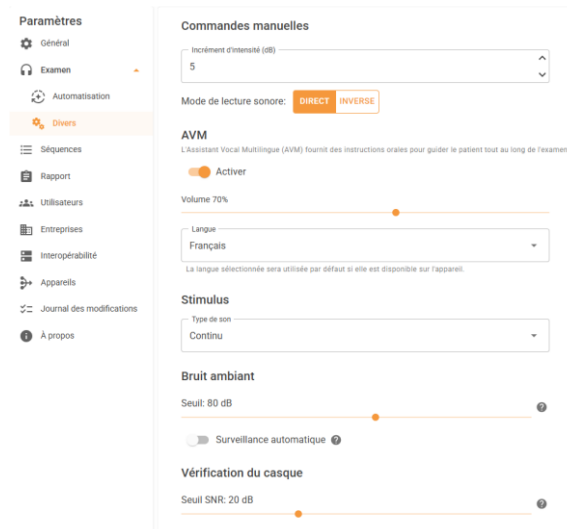 Paramètres
Général
Examen
Automatisation
Divers
Séquences
Rapport
Utilisateurs
Entreprises
Interopérabilité
Appareils
Journal des modifications
À propos
Commandes manuelles
Incrément d'intensité (dB)
5
Mode de lecture sonore: DIRECT INVERSE
AVM
L'Assistant Vocal Multilingue (AVM) fournit des instructions orales pour guider le patient tout au long de l'examen
Activer
Volume 70%
Langue
Français
La langue sélectionnée sera utilisée par défaut si elle est disponible sur l'appareil.
Stimulus
Type de son
Continu
Bruit ambiant
Seuil: 80 dB
Surveillance automatique
Vérification du casque
Seuil SNR: 20 dB